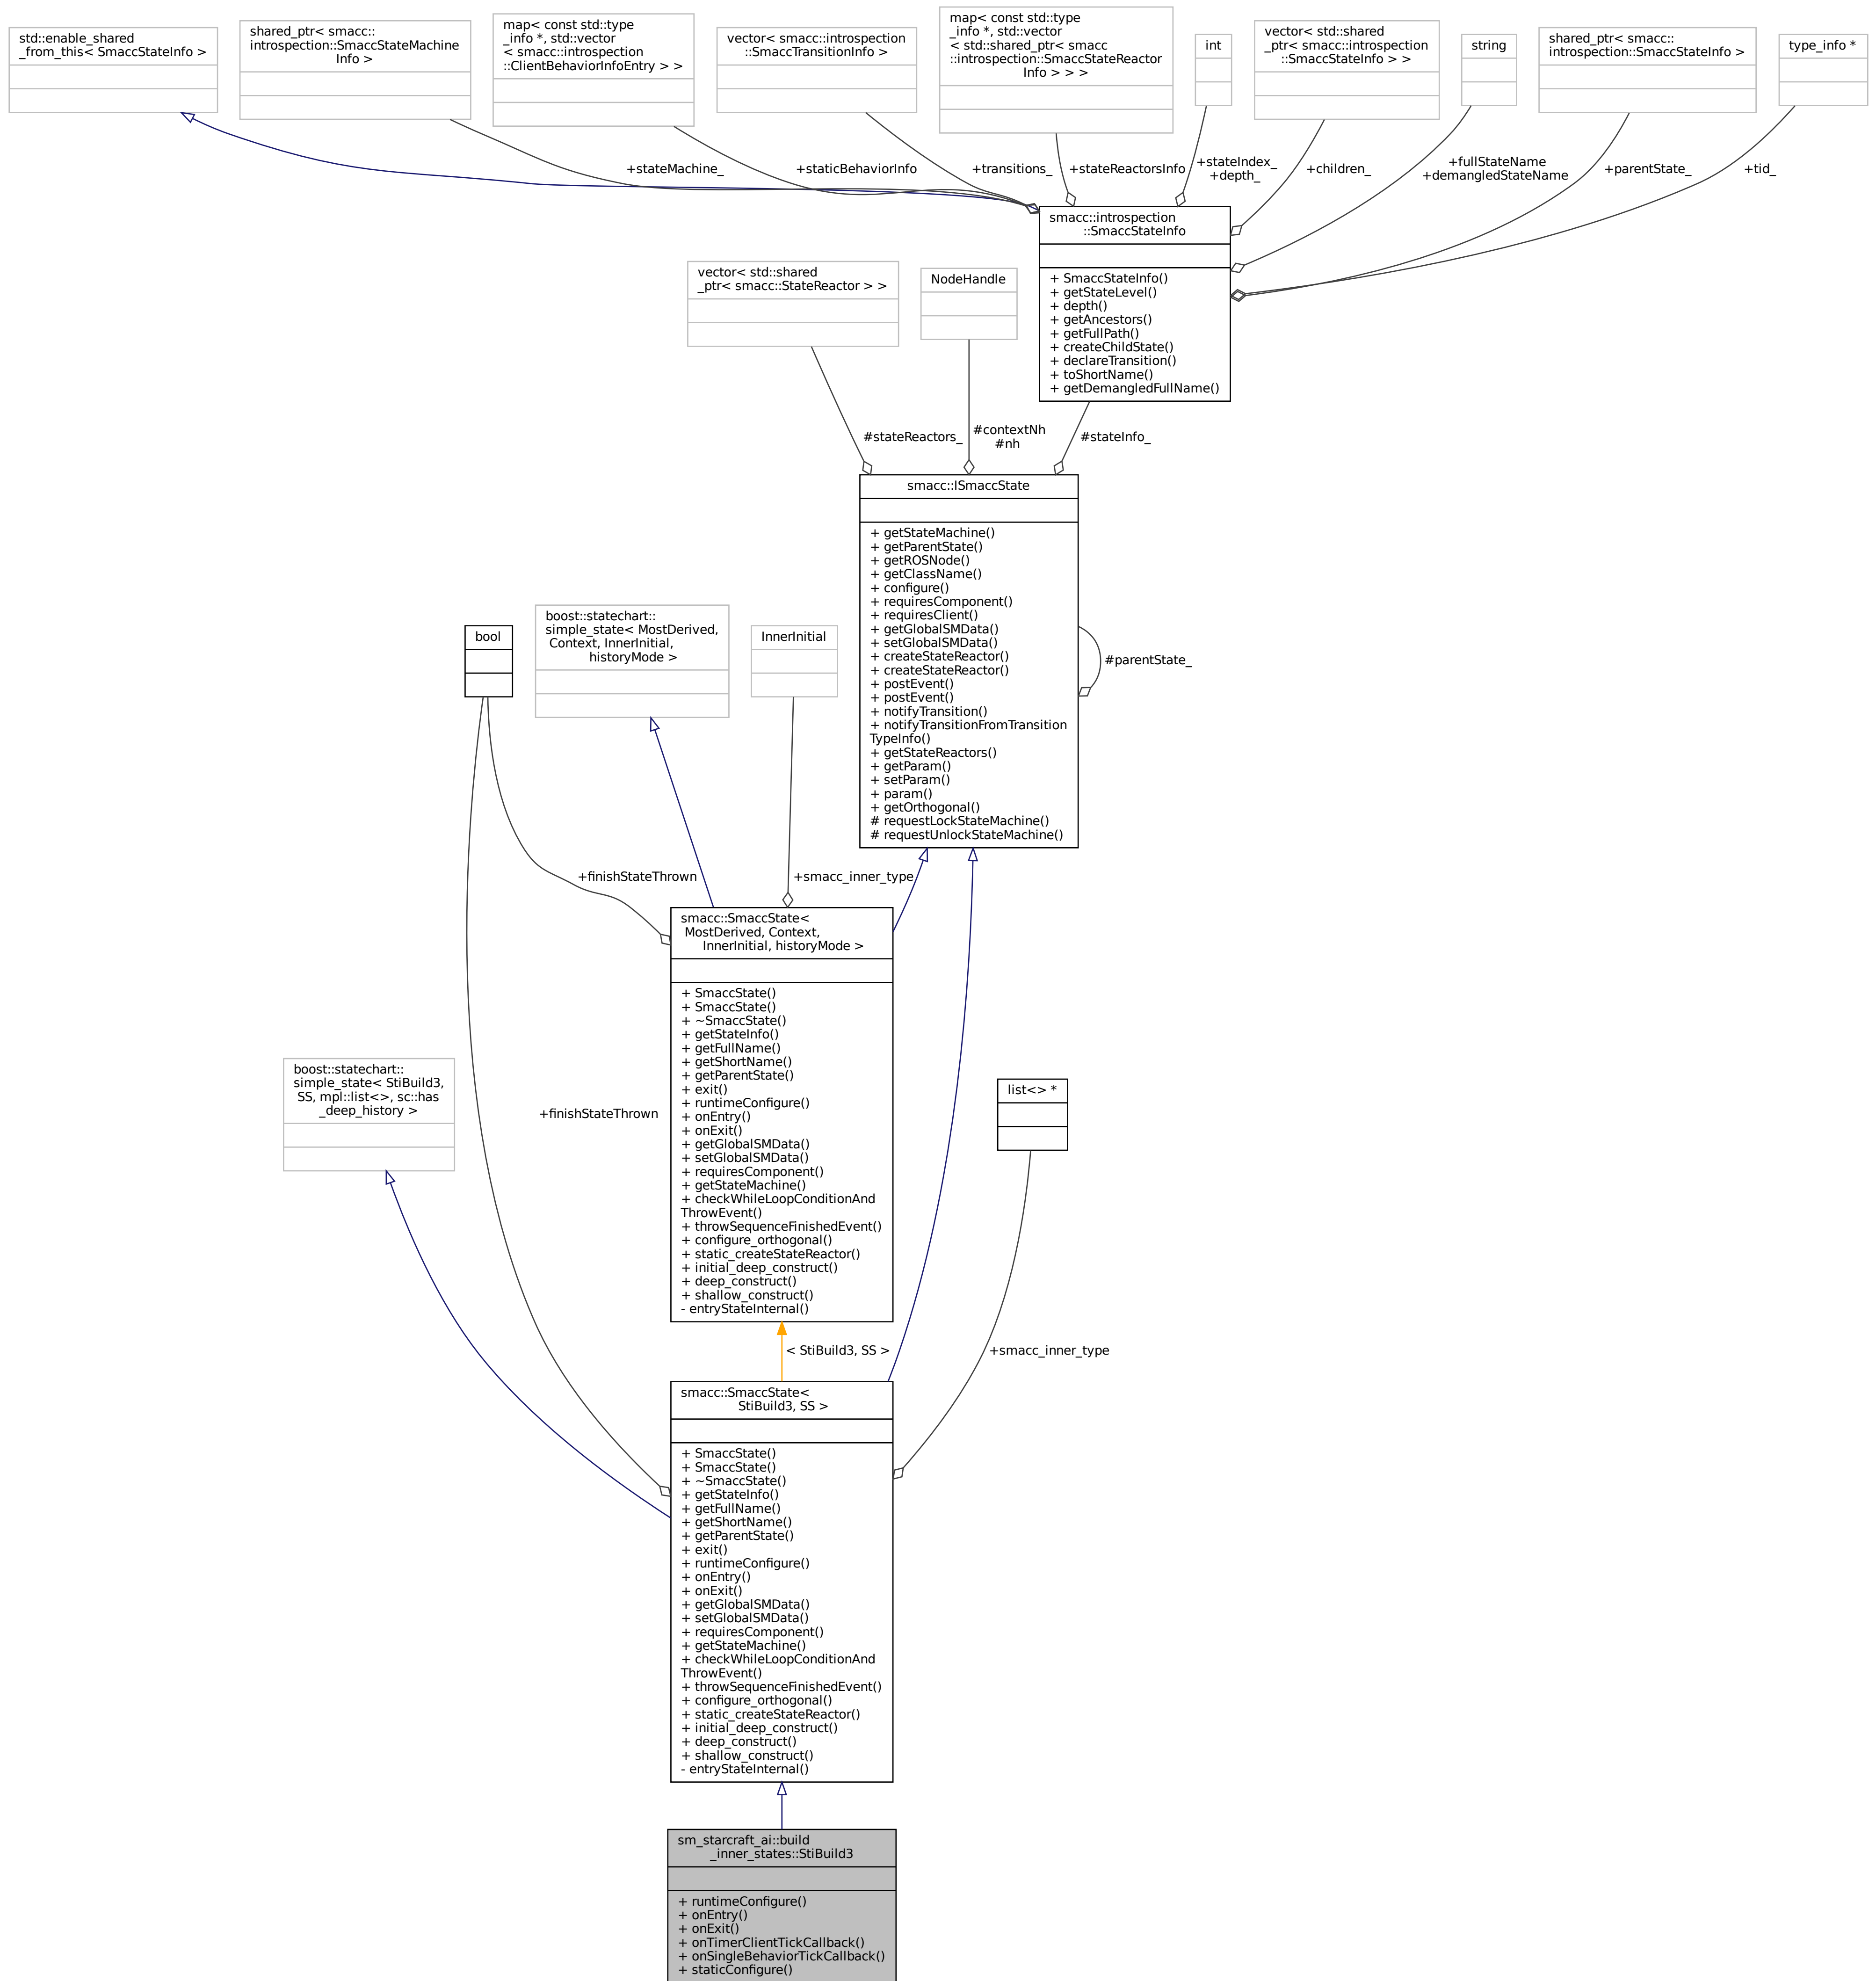 std::enable_shared
_from_this< SmaccStateInfo >
shared_ptr< smacc::
introspection::SmaccStateMachine
Info >
map< const std::type
_info *, std::vector
< smacc::introspection
::ClientBehaviorInfoEntry > >
vector< smacc::introspection
::SmaccTransitionInfo >
map< const std::type
_info *, std::vector
< std::shared_ptr< smacc
::introspection::SmaccStateReactor
Info > > >
int
vector< std::shared
_ptr< smacc::introspection
::SmaccStateInfo > >
string
shared_ptr< smacc::
introspection::SmaccStateInfo >
type_info *
+stateMachine_
+staticBehaviorInfo
+transitions_
+stateReactorsInfo
+stateIndex_
+depth_
+children_
+fullStateName
+demangledStateName
+parentState_
+tid_
smacc::introspection
::SmaccStateInfo
+ SmaccStateInfo()
+ getStateLevel()
+ depth()
+ getAncestors()
+ getFullPath()
+ createChildState()
+ declareTransition()
+ toShortName()
+ getDemangledFullName()
vector< std::shared
_ptr< smacc::StateReactor > >
NodeHandle
#stateReactors_
#contextNh
#nh
#stateInfo_
smacc::ISmaccState
+ getStateMachine()
+ getParentState()
+ getROSNode()
+ getClassName()
+ configure()
+ requiresComponent()
+ requiresClient()
+ getGlobalSMData()
+ setGlobalSMData()
+ createStateReactor()
+ createStateReactor()
+ postEvent()
+ postEvent()
+ notifyTransition()
+ notifyTransitionFromTransition
TypeInfo()
+ getStateReactors()
+ getParam()
+ setParam()
+ param()
+ getOrthogonal()
# requestLockStateMachine()
# requestUnlockStateMachine()
#parentState_
bool
boost::statechart::
simple_state< MostDerived,
Context, InnerInitial,
historyMode >
InnerInitial
+finishStateThrown
+smacc_inner_type
smacc::SmaccState<
MostDerived, Context,
InnerInitial, historyMode >
+ SmaccState()
+ SmaccState()
+ ~SmaccState()
+ getStateInfo()
+ getFullName()
+ getShortName()
+ getParentState()
+ exit()
+ runtimeConfigure()
+ onEntry()
+ onExit()
+ getGlobalSMData()
+ setGlobalSMData()
+ requiresComponent()
+ getStateMachine()
+ checkWhileLoopConditionAnd
ThrowEvent()
+ throwSequenceFinishedEvent()
+ configure_orthogonal()
+ static_createStateReactor()
+ initial_deep_construct()
+ deep_construct()
+ shallow_construct()
- entryStateInternal()
boost::statechart::
simple_state< StiBuild3,
SS, mpl::list<>, sc::has
_deep_history >
+finishStateThrown
list<> *
< StiBuild3, SS >
+smacc_inner_type
smacc::SmaccState<
StiBuild3, SS >
+ SmaccState()
+ SmaccState()
+ ~SmaccState()
+ getStateInfo()
+ getFullName()
+ getShortName()
+ getParentState()
+ exit()
+ runtimeConfigure()
+ onEntry()
+ onExit()
+ getGlobalSMData()
+ setGlobalSMData()
+ requiresComponent()
+ getStateMachine()
+ checkWhileLoopConditionAnd
ThrowEvent()
+ throwSequenceFinishedEvent()
+ configure_orthogonal()
+ static_createStateReactor()
+ initial_deep_construct()
+ deep_construct()
+ shallow_construct()
- entryStateInternal()
sm_starcraft_ai::build
_inner_states::StiBuild3
+ runtimeConfigure()
+ onEntry()
+ onExit()
+ onTimerClientTickCallback()
+ onSingleBehaviorTickCallback()
+ staticConfigure()